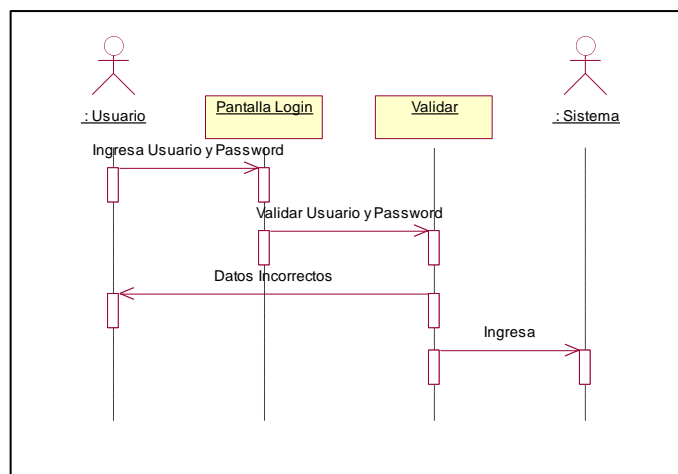 : Usuario
Pantalla Login
Validar
: Sistema
Ingresa Usuario y Password
Validar Usuario y Password
Datos Incorrectos
Ingresa